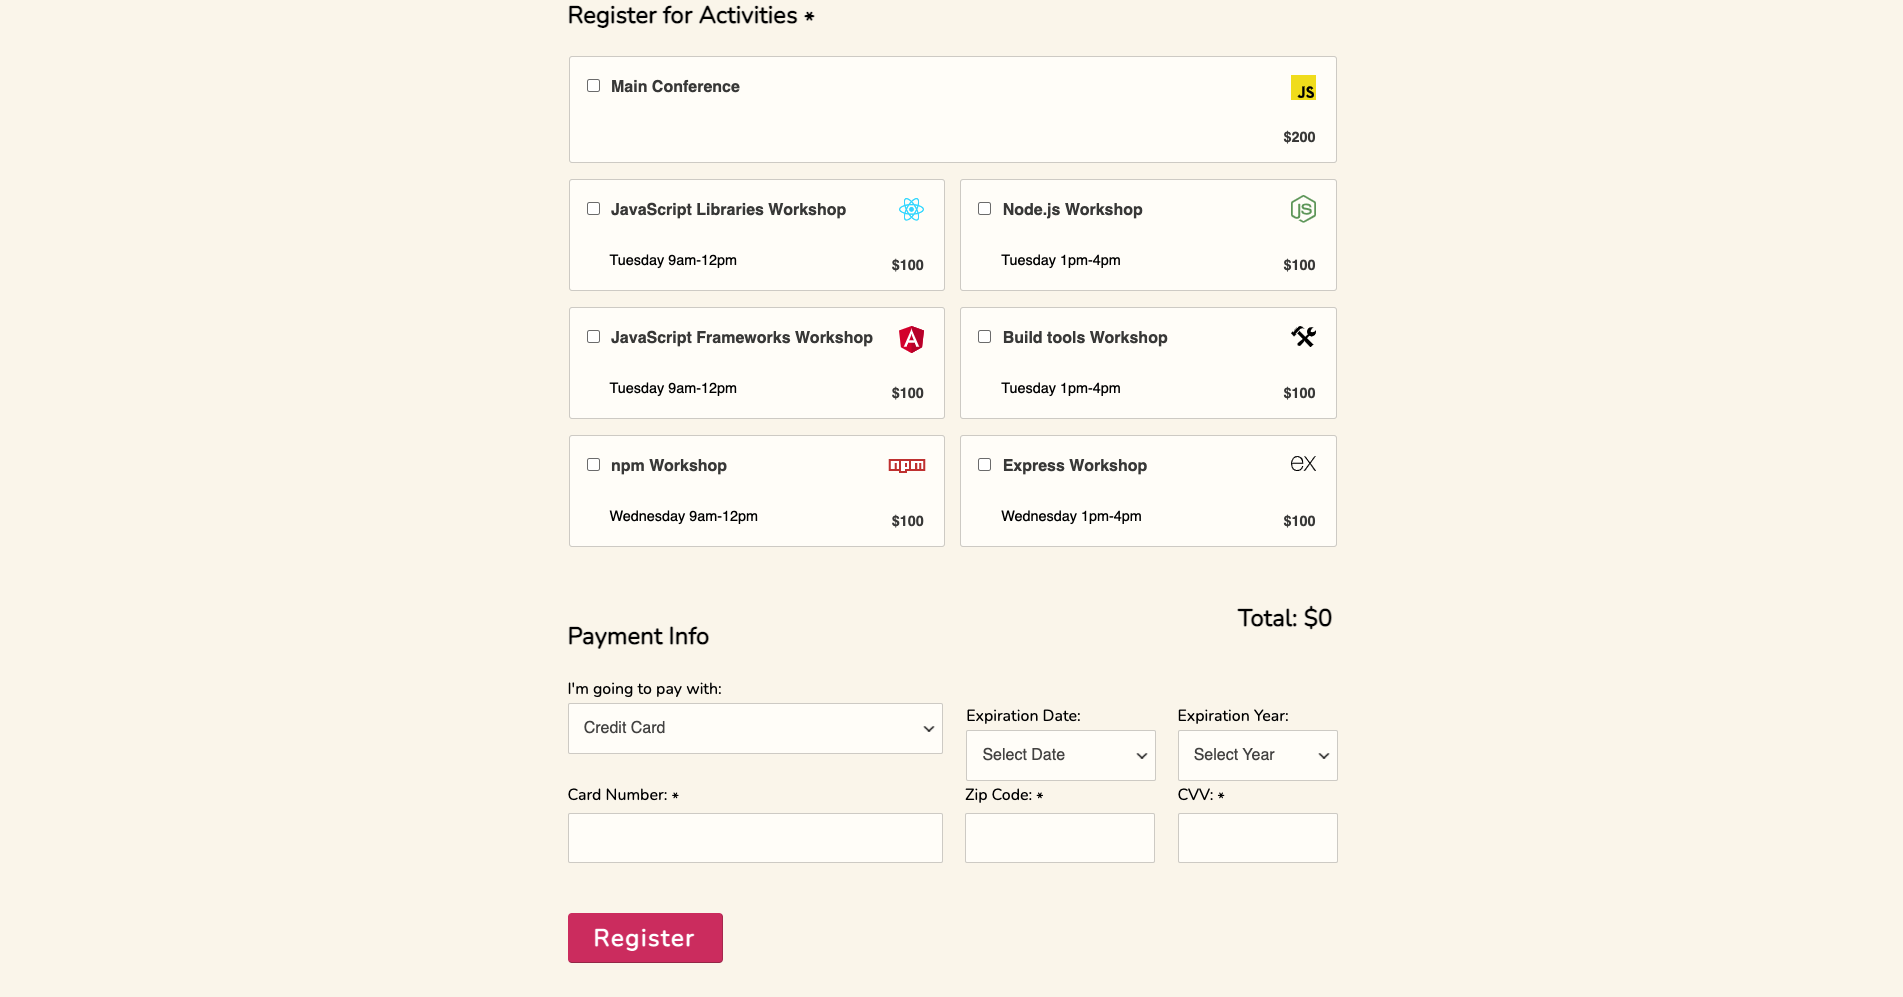 Register for Activities *
Main Conference
JS
$200
JavaScript Libraries Workshop
Tuesday 9am-12pm
$100
Node.js Workshop
JS
Tuesday 1pm-4pm
$100
JavaScript Frameworks Workshop
A
Tuesday 9am-12pm
$100
Build tools Workshop
Tuesday 1pm-4pm
$100
npm Workshop
npm
Wednesday 9am-12pm
$100
Express Workshop
ex
Wednesday 1pm-4pm
$100
Total: $0
Payment Info
I'm going to pay with:
Credit Card
Expiration Date:
Select Date
Expiration Year:
Select Year
Card Number: *
Zip Code: *
CVV: *
Register